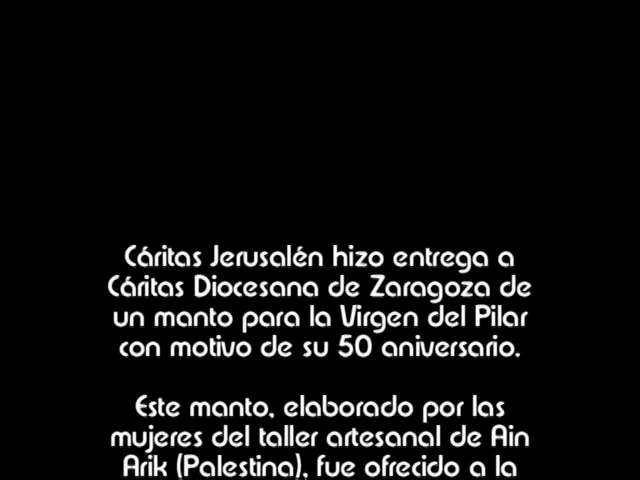 Cáritas Jerusalén hizo entrega a
Cáritas Diocesana de Zaragoza de
un manto para la Virgen del Pilar
con motivo de su 50 aniversario.
Este manto, elaborado por las
mujeres del taller artesanal de Ain
Arik (Palestina), fue ofrecido a la